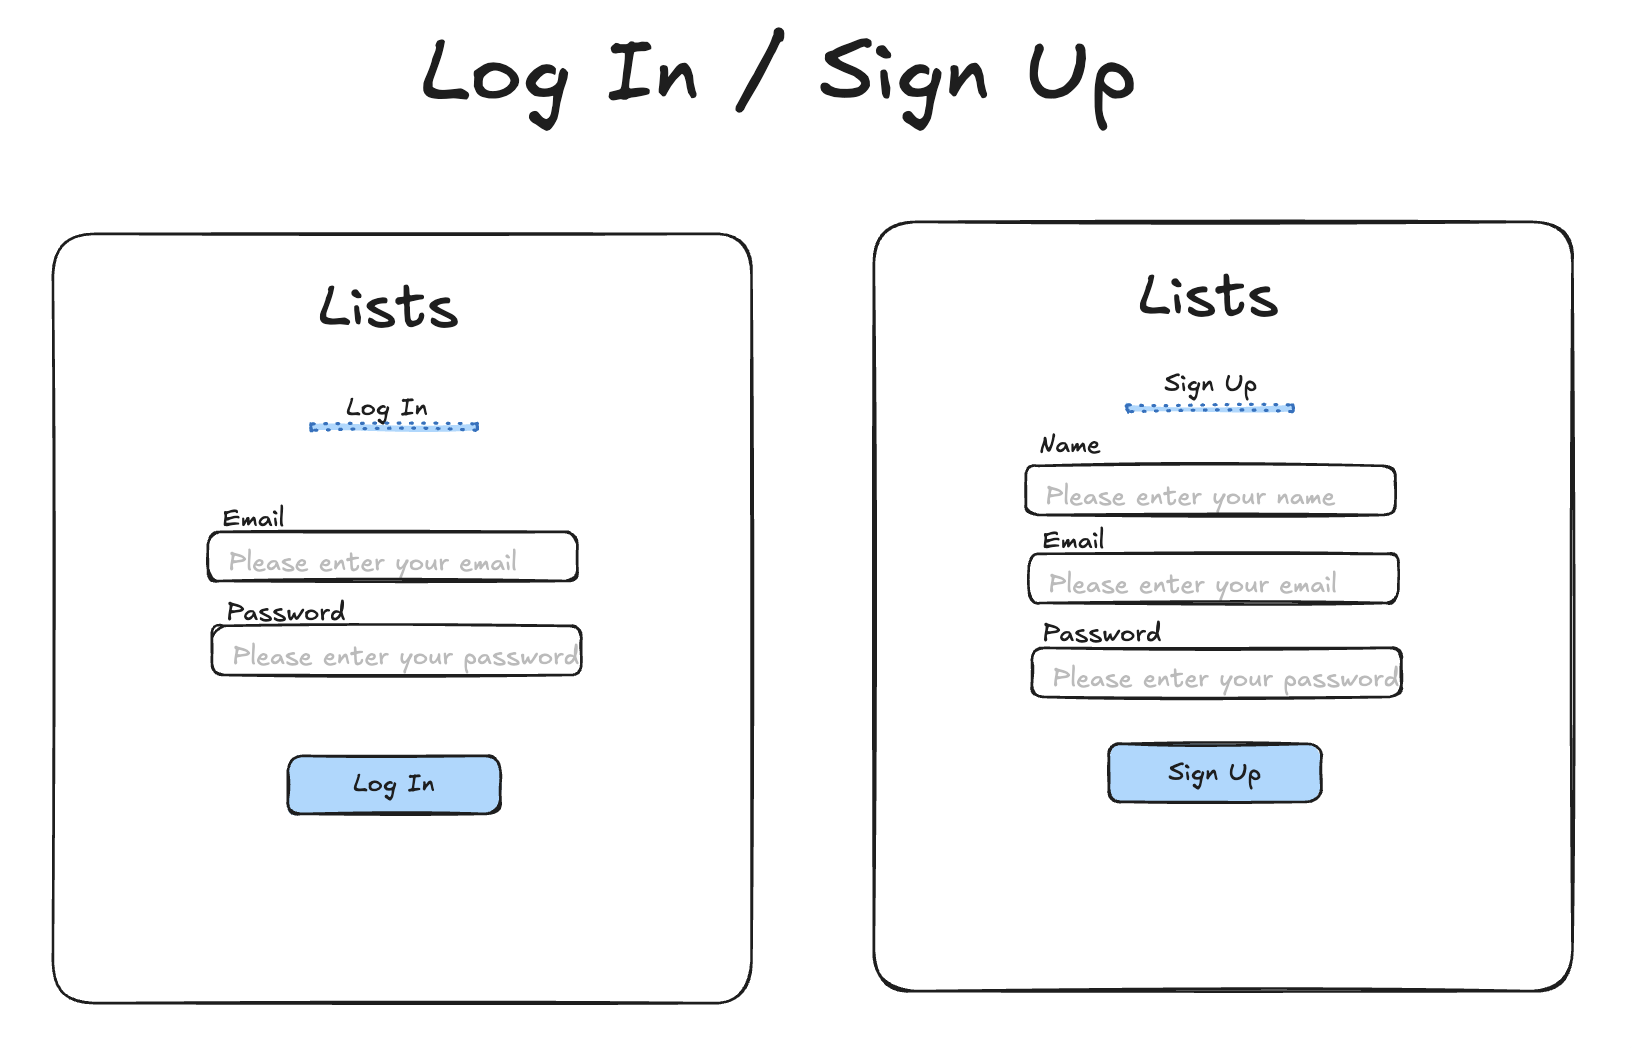 Log In / Sign Up
Lists
Log In
Email
Please enter your email
Password
Please enter your password
Log In
Lists
Sign Up
Name
Please enter your name
Email
Please enter your email
Password
Please enter your password
Sign Up